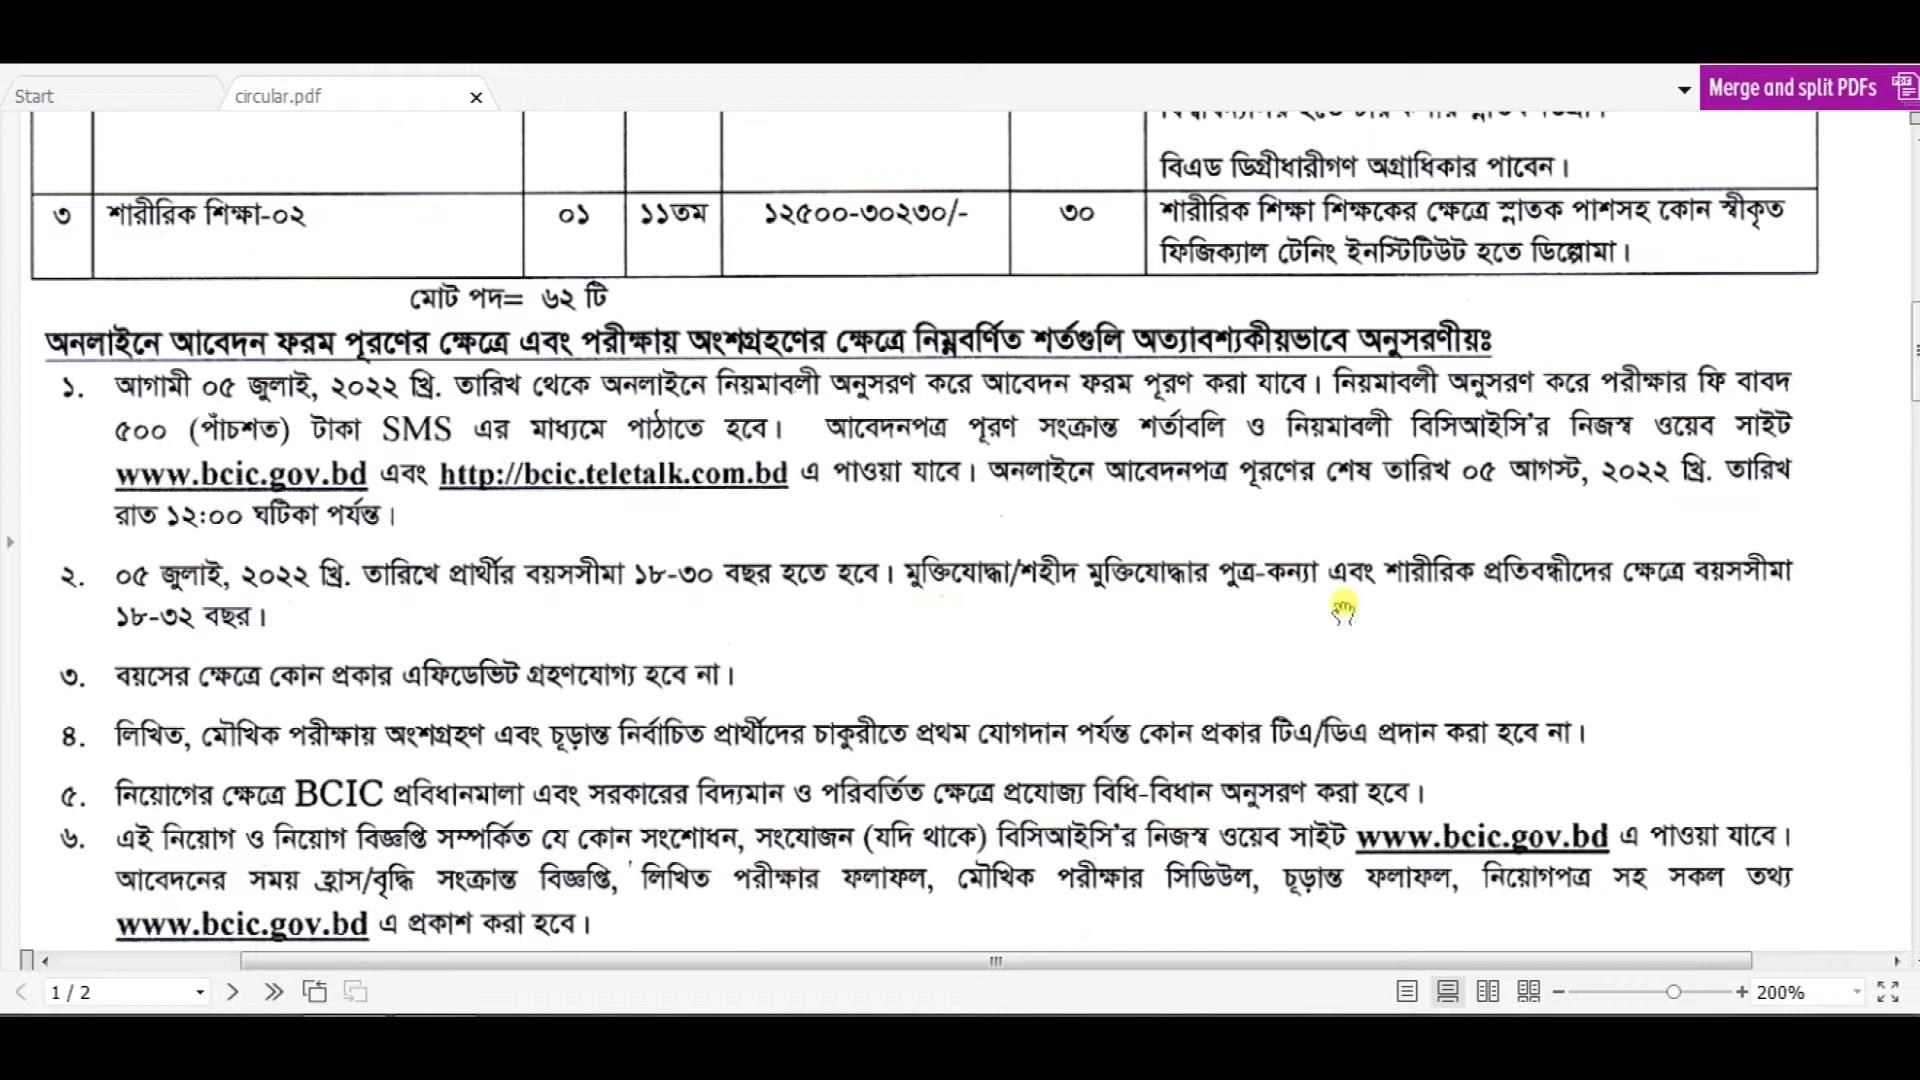 Start
circular.pdf
Merge and split PDFs
বিএড ডিগ্রীধারীগণ অগ্রাধিকার পাবেন।
৩ শারীরিক শিক্ষা-০২ ০১ ১১তম ১২৫০০-৩০২৩০/- ৩০ শারীরিক শিক্ষা শিক্ষকের ক্ষেত্রে স্নাতক পাশসহ কোন স্বীকৃত
ফিজিক্যাল টেনিং ইনস্টিটিউট হতে ডিপ্লোমা।
মোট পদ= ৬২ টি
অনলাইনে আবেদন ফরম পূরণের ক্ষেত্রে এবং পরীক্ষায় অংশগ্রহণের ক্ষেত্রে নিম্নবর্ণিত শর্তগুলি অত্যাবশ্যকীয়ভাবে অনুসরণীয়ঃ
১. আগামী ০৫ জুলাই, ২০২২ খ্রি. তারিখ থেকে অনলাইনে নিয়মাবলী অনুসরণ করে আবেদন ফরম পূরণ করা যাবে। নিয়মাবলী অনুসরণ করে পরীক্ষার ফি বাবদ
৫০০ (পাঁচশত) টাকা SMS এর মাধ্যমে পাঠাতে হবে। আবেদনপত্র পূরণ সংক্রান্ত শর্তাবলি ও নিয়মাবলী বিসিআইসি'র নিজস্ব ওয়েব সাইট
www.bcic.gov.bd এবং http://bcic.teletalk.com.bd এ পাওয়া যাবে। অনলাইনে আবেদনপত্র পূরণের শেষ তারিখ ০৫ আগস্ট, ২০২২ খ্রি. তারিখ
রাত ১২:০০ ঘটিকা পর্যন্ত।
২. ০৫ জুলাই, ২০২২ খ্রি. তারিখে প্রার্থীর বয়সসীমা ১৮-৩০ বছর হতে হবে। মুক্তিযোদ্ধা/শহীদ মুক্তিযোদ্ধার পুত্র-কন্যা এবং শারীরিক প্রতিবন্ধীদের ক্ষেত্রে বয়সসীমা
১৮-৩২ বছর।
৩. বয়সের ক্ষেত্রে কোন প্রকার এফিডেভিট গ্রহণযোগ্য হবে না।
৪. লিখিত, মৌখিক পরীক্ষায় অংশগ্রহণ এবং চূড়ান্ত নির্বাচিত প্রার্থীদের চাকুরীতে প্রথম যোগদান পর্যন্ত কোন প্রকার টিএ/ডিএ প্রদান করা হবে না।
৫. নিয়োগের ক্ষেত্রে BCIC প্রবিধানমালা এবং সরকারের বিদ্যমান ও পরিবর্তিত ক্ষেত্রে প্রযোজ্য বিধি-বিধান অনুসরণ করা হবে।
৬. এই নিয়োগ ও নিয়োগ বিজ্ঞপ্তি সম্পর্কিত যে কোন সংশোধন, সংযোজন (যদি থাকে) বিসিআইসি'র নিজস্ব ওয়েব সাইট www.bcic.gov.bd এ পাওয়া যাবে।
আবেদনের সময় হ্রাস/বৃদ্ধি সংক্রান্ত বিজ্ঞপ্তি, লিখিত পরীক্ষার ফলাফল, মৌখিক পরীক্ষার সিডিউল, চূড়ান্ত ফলাফল, নিয়োগপত্র সহ সকল তথ্য
www.bcic.gov.bd এ প্রকাশ করা হবে।
1 / 2
200%